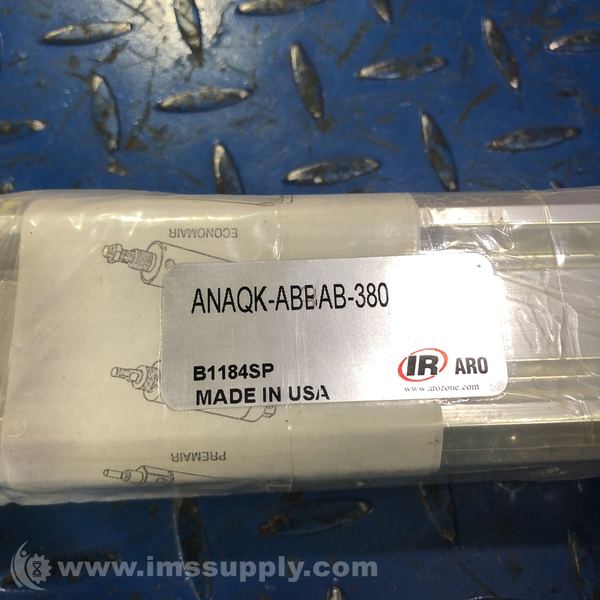 ECONOMAIR
ANAQK-ABBAB-380
B1184SP
MADE IN USA
IR ARO
www.arozone.com
PREMAIR
www.imssupply.com